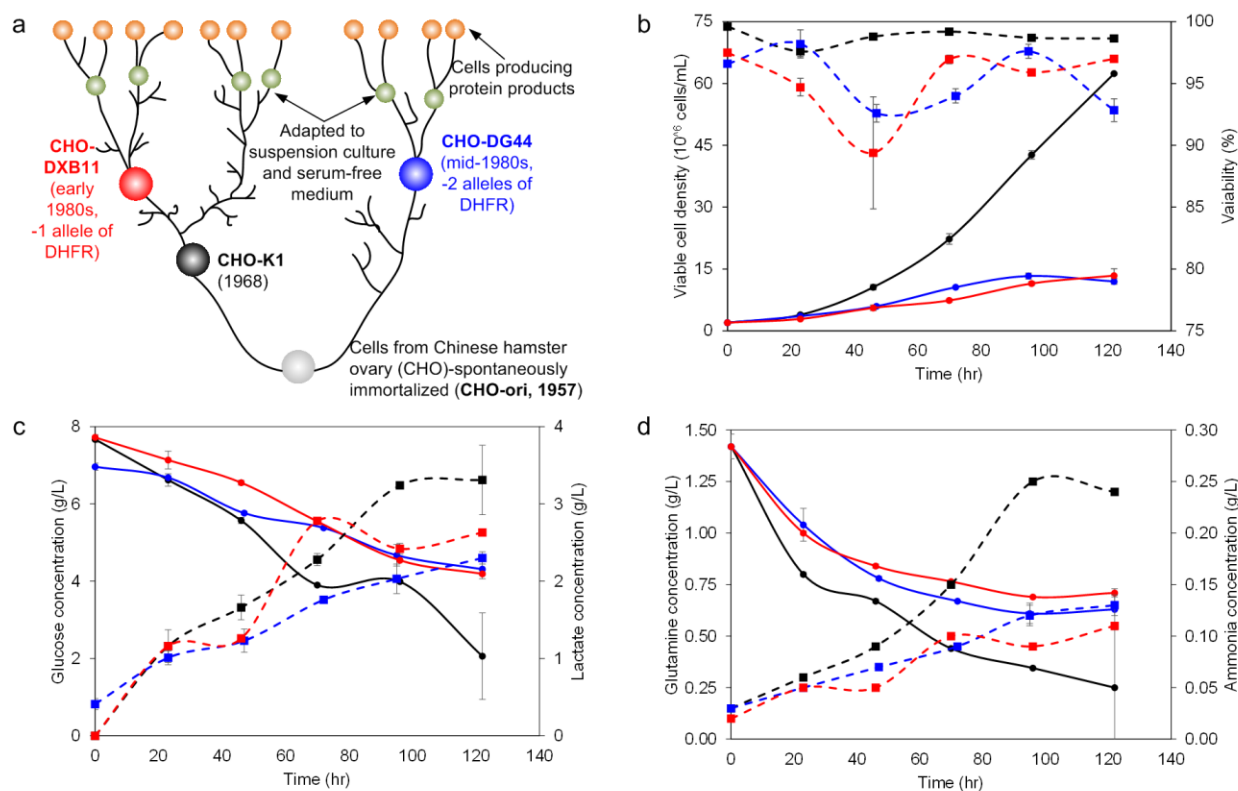 a
Cells producing
protein products
Adapted to
suspension culture
and serum-free
medium
CHO-
DXB11
(early
1980s,
-1 allele of
DHFR)
CHO-DG44
(mid-1980s,
-2 alleles of
DHFR)
CHO-K1
(1968)
Cells from Chinese hamster
ovary (CHO)-spontaneously
immortalized (CHO-ori, 1957)
b
Viable cell density (10^6 cells/mL)
75
60
45
30
15
0
100
95
90
85
80
75
Vaiability (%)
0 20 40 60 80 100 120 140
Time (hr)
c
Glucose concentration (g/L)
8
6
4
2
0
4
3
2
1
0
Lactate concentration (g/L)
0 20 40 60 80 100 120 140
Time (hr)
d
Glutamine concentration (g/L)
1.50
1.25
1.00
0.75
0.50
0.25
0.00
0.30
0.25
0.20
0.15
0.10
0.05
0.00
Ammonia concentration (g/L)
0 20 40 60 80 100 120 140
Time (hr)